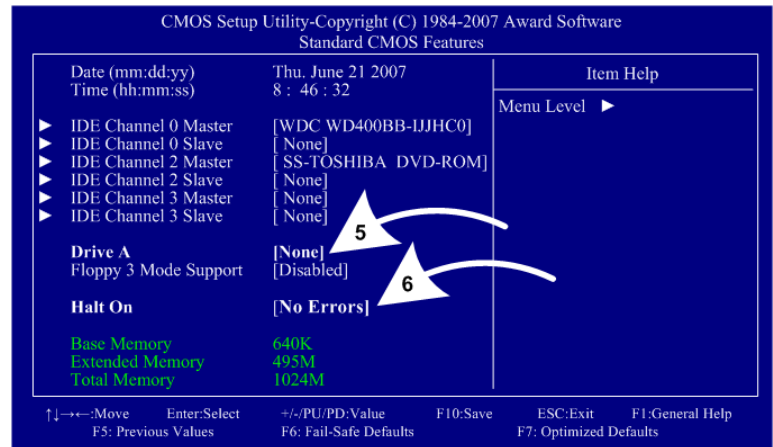 CMOS Setup Utility-Copyright (C) 1984-2007 Award Software
Standard CMOS Features
Date (mm:dd:yy) Thu. June 21 2007
Time (hh:mm:ss) 8 : 46 : 32
Item Help
Menu Level ►
► IDE Channel 0 Master [WDC WD400BB-IJJHC0]
► IDE Channel 0 Slave [ None]
► IDE Channel 2 Master [ SS-TOSHIBA DVD-ROM]
► IDE Channel 2 Slave [ None]
► IDE Channel 3 Master [ None]
► IDE Channel 3 Slave [ None]
5
Drive A [None]
Floppy 3 Mode Support [Disabled]
6
Halt On [No Errors]
Base Memory 640K
Extended Memory 495M
Total Memory 1024M
↑↓→←:Move Enter:Select +/-/PU/PD:Value F10:Save ESC:Exit F1:General Help
F5: Previous Values F6: Fail-Safe Defaults F7: Optimized Defaults